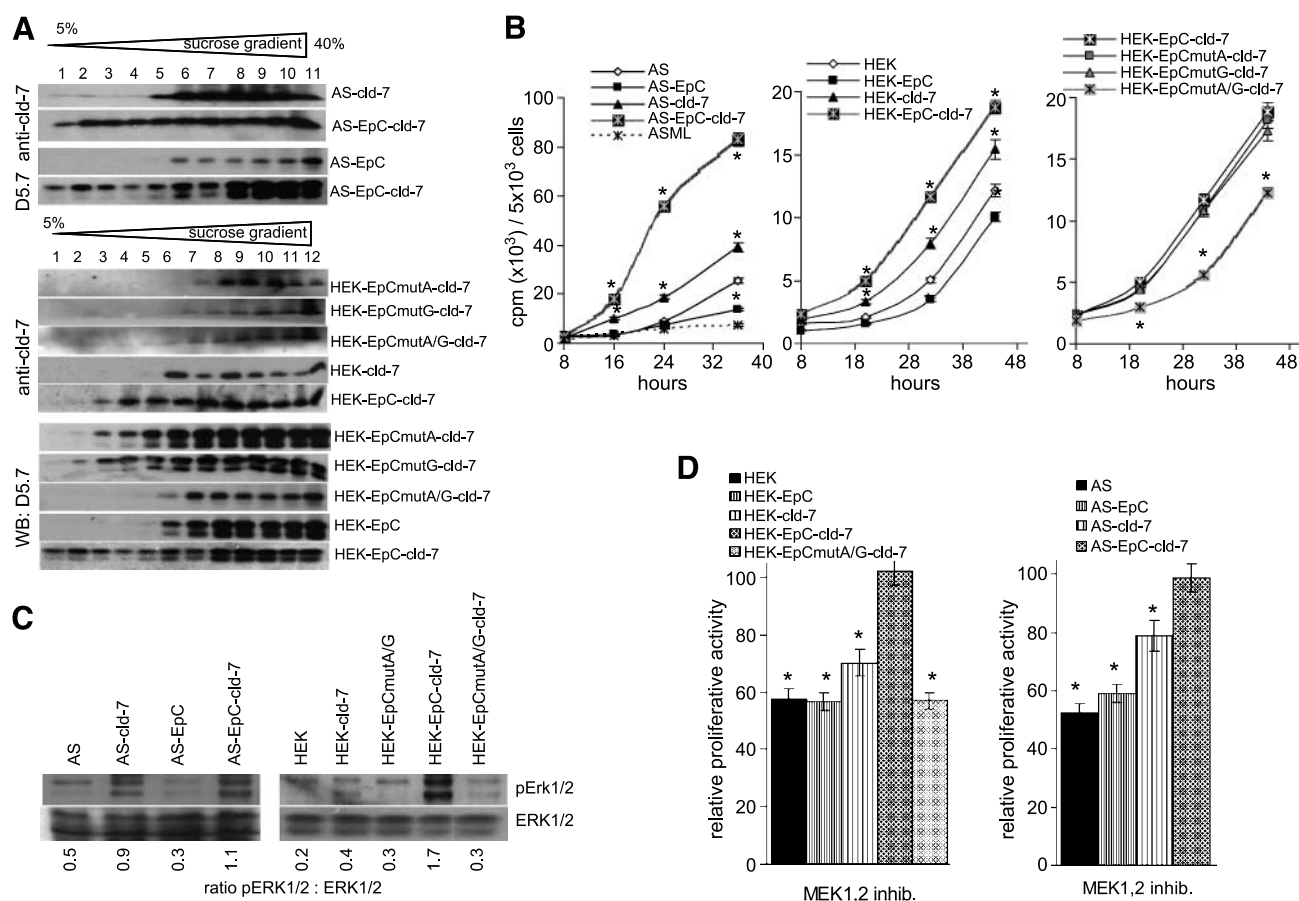 A
5%
sucrose gradient
40%
1 2 3 4 5 6 7 8 9 10 11
anti-cld-7
AS-cld-7
AS-EpC-cld-7
D5.7
AS-EpC
AS-EpC-cld-7
5%
sucrose gradient
1 2 3 4 5 6 7 8 9 10 11 12
anti-cld-7
HEK-EpCmutA-cld-7
HEK-EpCmutG-cld-7
HEK-EpCmutA/G-cld-7
HEK-cld-7
HEK-EpC-cld-7
WB: D5.7
HEK-EpCmutA-cld-7
HEK-EpCmutG-cld-7
HEK-EpCmutA/G-cld-7
HEK-EpC
HEK-EpC-cld-7
B
AS
AS-EpC
AS-cld-7
AS-EpC-cld-7
ASML
cpm (x10³) / 5x10³ cells
100
80
60
40
20
0
8 16 24 32 40
hours
HEK
HEK-EpC
HEK-cld-7
HEK-EpC-cld-7
20
15
10
5
0
8 18 28 38 48
hours
HEK-EpC-cld-7
HEK-EpCmutA-cld-7
HEK-EpCmutG-cld-7
HEK-EpCmutA/G-cld-7
20
15
10
5
0
8 18 28 38 48
hours
C
AS
AS-cld-7
AS-EpC
AS-EpC-cld-7
HEK
HEK-cld-7
HEK-EpCmutA/G
HEK-EpC-cld-7
HEK-EpCmutA/G-cld-7
pErk1/2
ERK1/2
0.5 0.9 0.3 1.1 0.2 0.4 0.3 1.7 0.3
ratio pERK1/2 : ERK1/2
D
HEK
HEK-EpC
HEK-cld-7
HEK-EpC-cld-7
HEK-EpCmutA/G-cld-7
relative proliferative activity
100
80
60
40
20
0
* * * *
MEK1,2 inhib.
AS
AS-EpC
AS-cld-7
AS-EpC-cld-7
relative proliferative activity
100
80
60
40
20
0
* * *
MEK1,2 inhib.